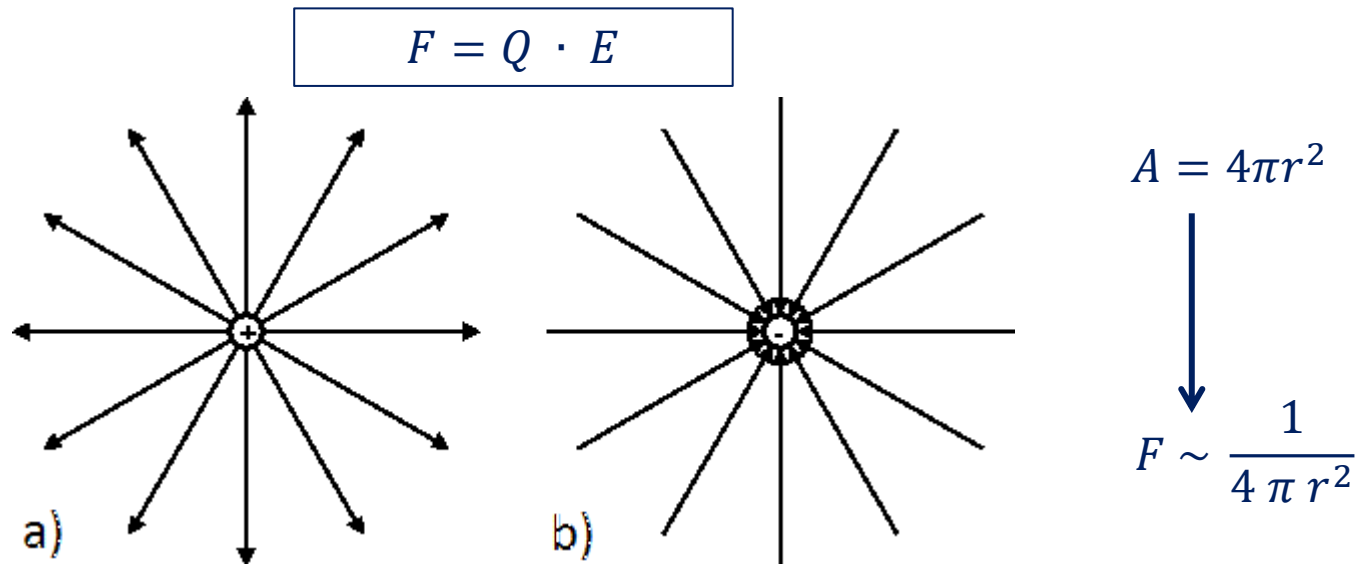 F = Q · E
+
-
a)
b)
A = 4πr²
F ~ 1 / (4 π r²)